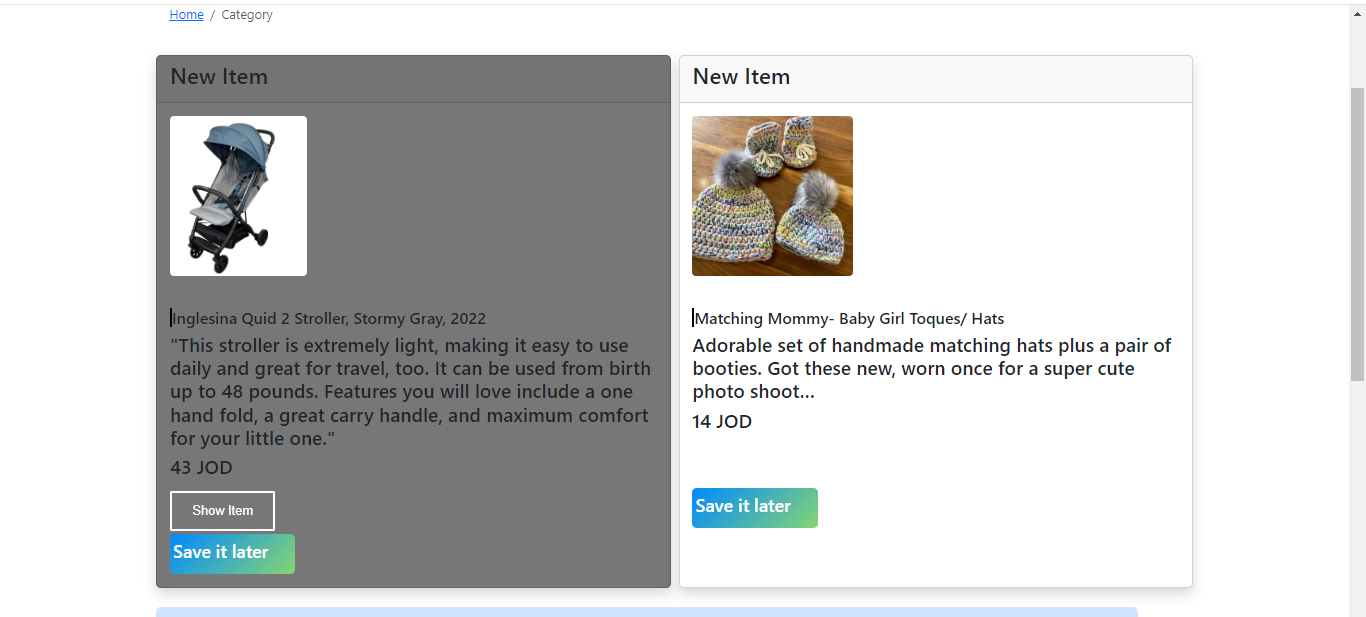 Home / Category
New Item
Inglesina Quid 2 Stroller, Stormy Gray, 2022
"This stroller is extremely light, making it easy to use
daily and great for travel, too. It can be used from birth
up to 48 pounds. Features you will love include a one
hand fold, a great carry handle, and maximum comfort
for your little one."
43 JOD
Show Item
Save it later
New Item
Matching Mommy- Baby Girl Toques/ Hats
Adorable set of handmade matching hats plus a pair of
booties. Got these new, worn once for a super cute
photo shoot...
14 JOD
Save it later